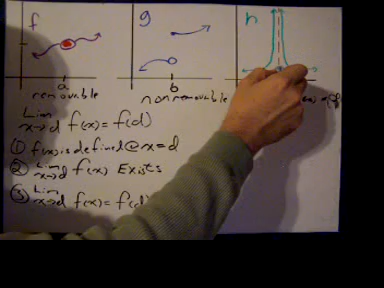 f g h
a b
removable nonremovable
Lim
x→d f(x) = f(d)
① f(x) is defined @ x = d
② Lim x→d f(x) Exists
③ Lim x→d f(x) = f(d)